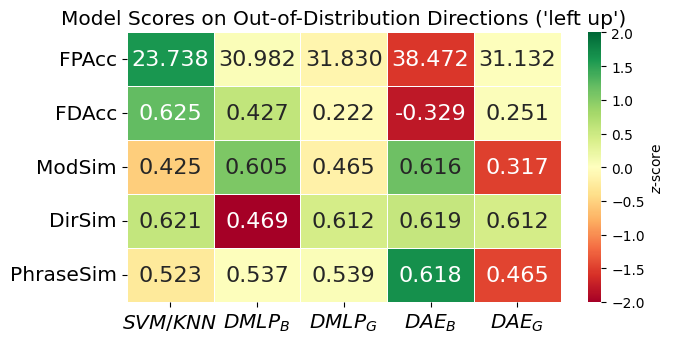 Model Scores on Out-of-Distribution Directions ('left up')
FPAcc 23.738 30.982 31.830 38.472 31.132
FDAcc 0.625 0.427 0.222 -0.329 0.251
ModSim 0.425 0.605 0.465 0.616 0.317
DirSim 0.621 0.469 0.612 0.619 0.612
PhraseSim 0.523 0.537 0.539 0.618 0.465
SVM/KNN DMLP_B DMLP_G DAE_B DAE_G
2.0
1.5
1.0
0.5
0.0
−0.5
−1.0
−1.5
−2.0
z-score